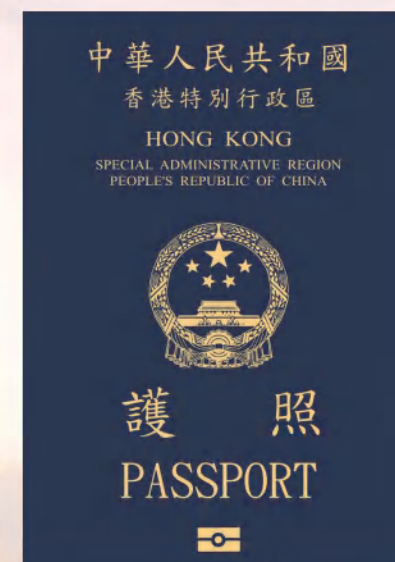 中華人民共和國
香港特別行政區
HONG KONG
SPECIAL ADMINISTRATIVE REGION
PEOPLE'S REPUBLIC OF CHINA
護照
PASSPORT